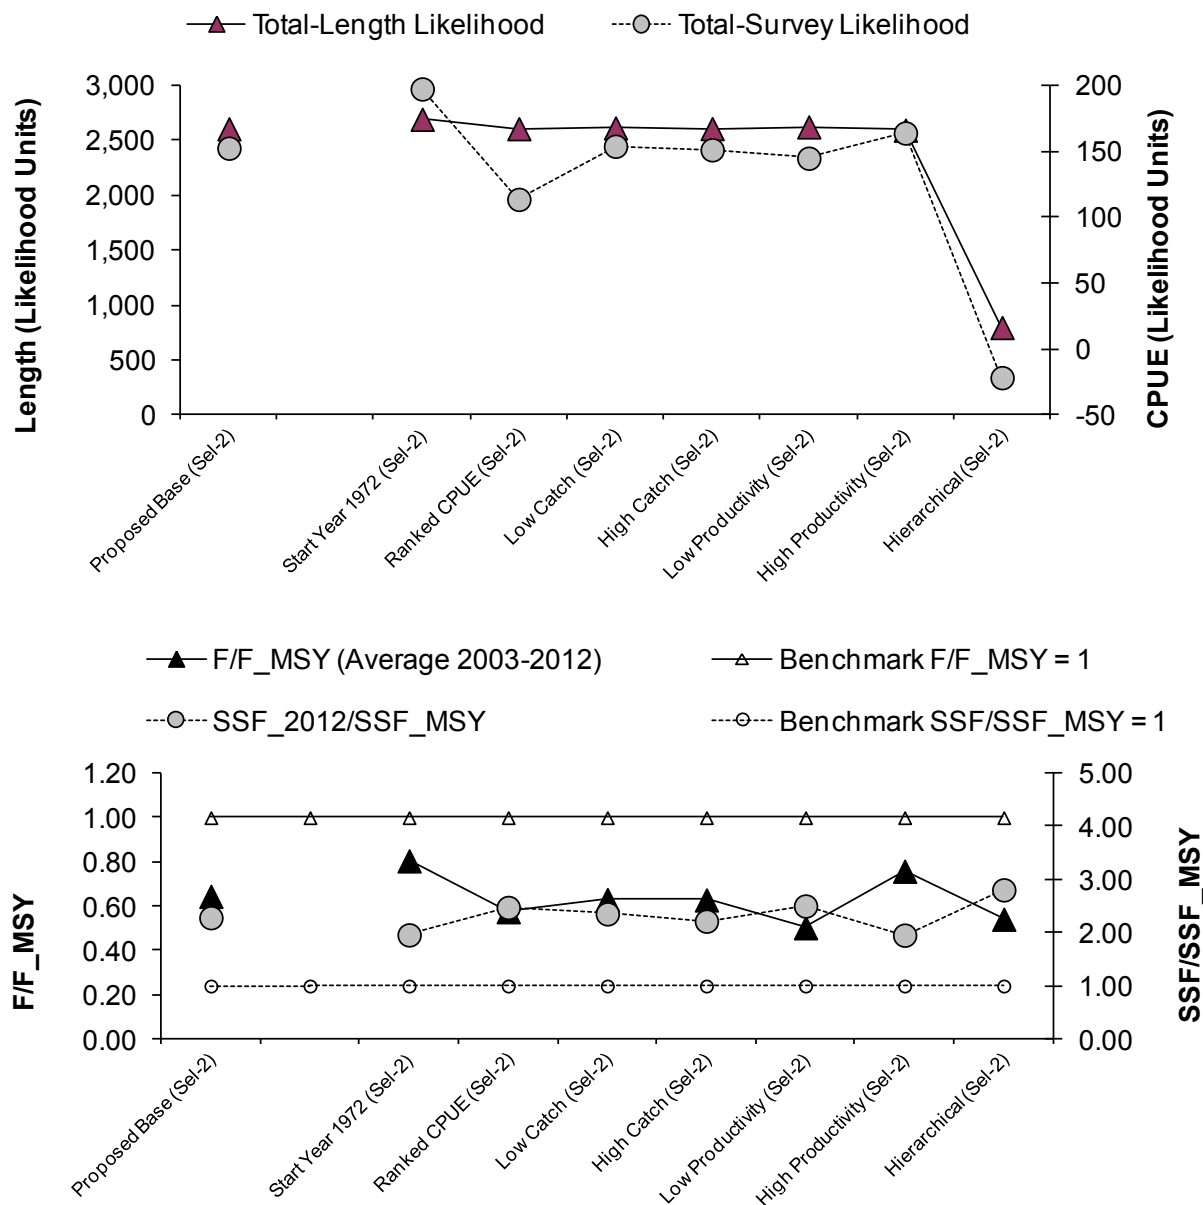 Total-Length Likelihood Total-Survey Likelihood
Length (Likelihood Units)
3,000
2,500
2,000
1,500
1,000
500
0
200
150
100
50
0
-50
CPUE (Likelihood Units)
Proposed Base (Sel-2)
Start Year 1972 (Sel-2)
Ranked CPUE (Sel-2)
Low Catch (Sel-2)
High Catch (Sel-2)
Low Productivity (Sel-2)
High Productivity (Sel-2)
Hierarchical (Sel-2)
F/F_MSY (Average 2003-2012) Benchmark F/F_MSY = 1
SSF_2012/SSF_MSY Benchmark SSF/SSF_MSY = 1
F/F_MSY
1.20
1.00
0.80
0.60
0.40
0.20
0.00
5.00
4.00
3.00
2.00
1.00
0.00
SSF/SSF_MSY
Proposed Base (Sel-2)
Start Year 1972 (Sel-2)
Ranked CPUE (Sel-2)
Low Catch (Sel-2)
High Catch (Sel-2)
Low Productivity (Sel-2)
High Productivity (Sel-2)
Hierarchical (Sel-2)